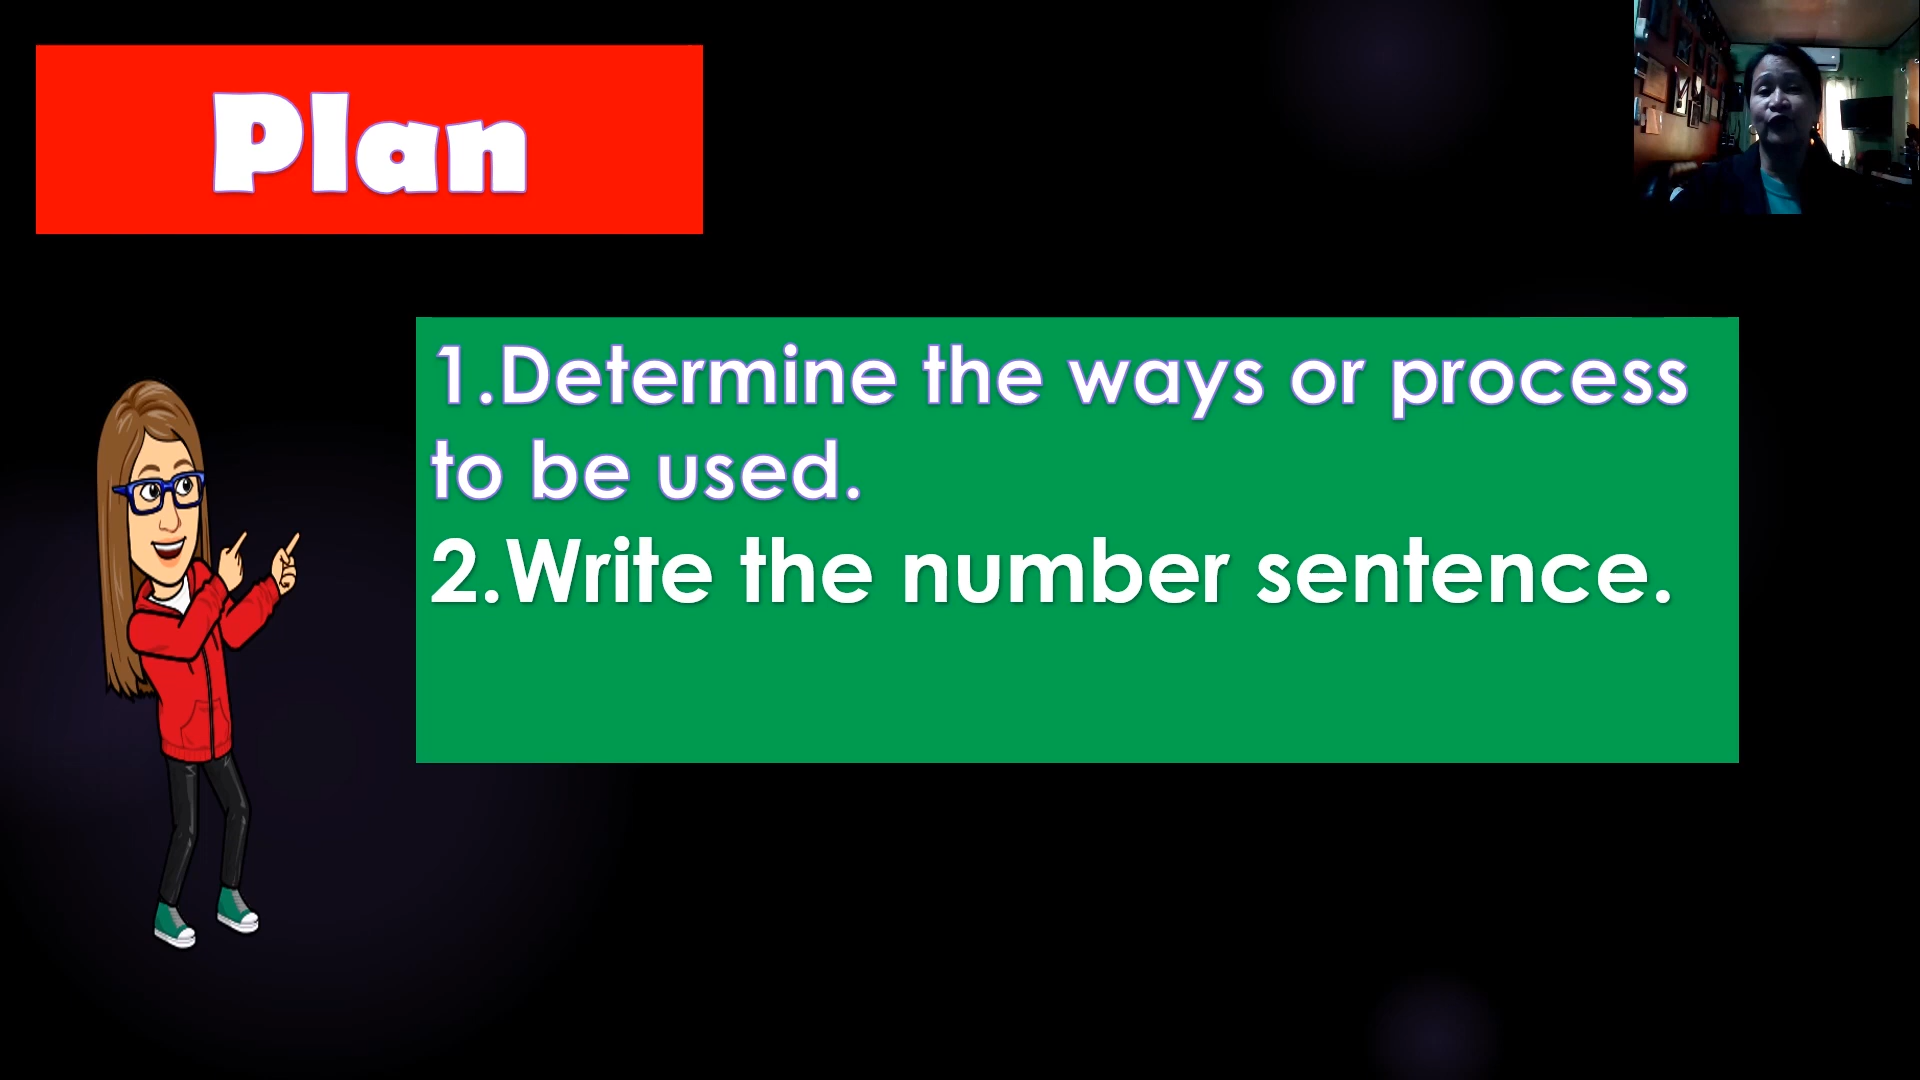 Plan
1.Determine the ways or process
to be used.
2.Write the number sentence.